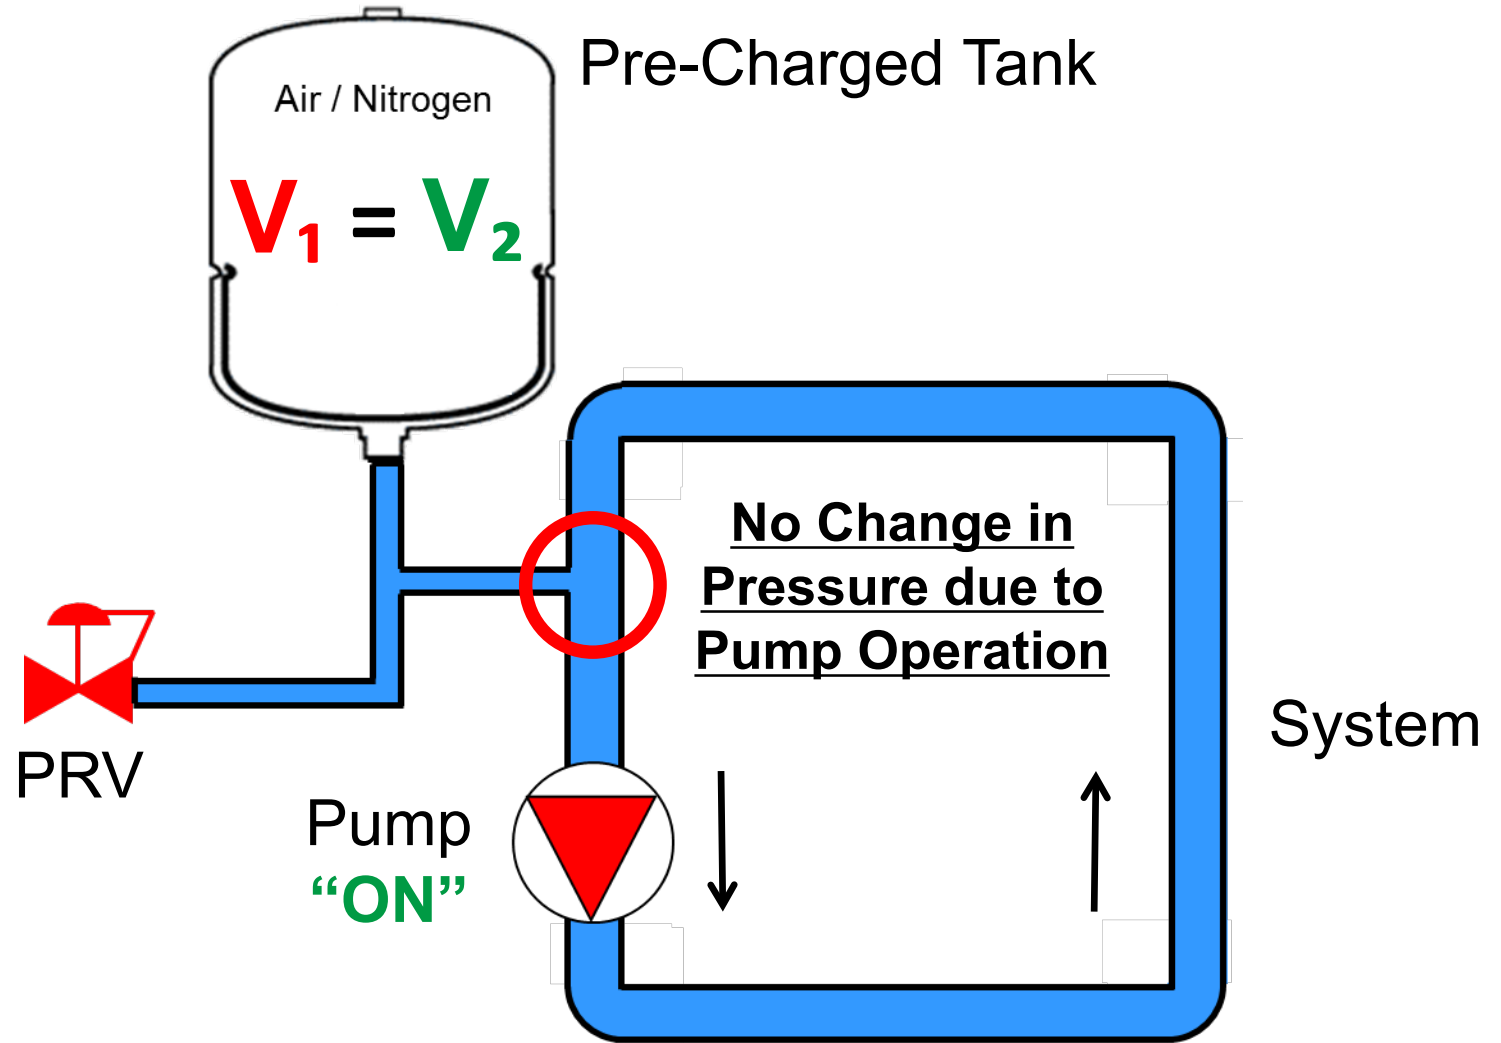 Pre-Charged Tank
Air / Nitrogen
V₁ = V₂
No Change in
Pressure due to
Pump Operation
System
PRV
Pump
“ON”